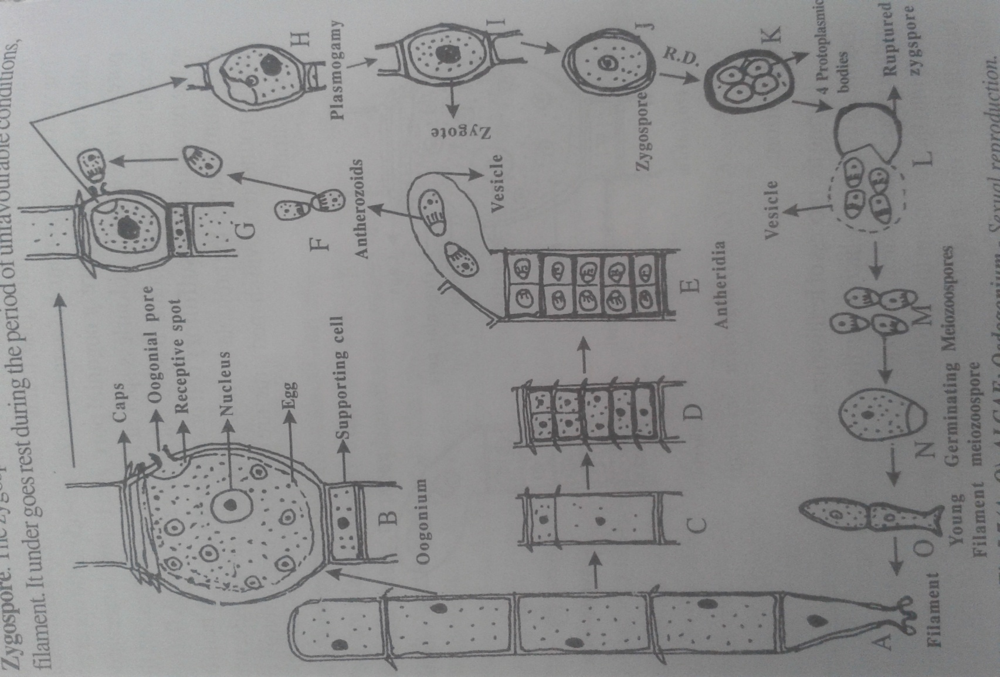 Zygospore. The
filament. It under goes rest during the period of unfavourable conditions,
Caps
Oogonial pore
Receptive spot
Nucleus
Egg
Supporting cell
B
Oogonium
G
F
Antherozoids
H
Plasmogamy
I
Zygote
J
Zygospore
R.D.
K
4 Protoplasmic
bodies
Ruptured
zygspore
L
Vesicle
Vesicle
E
Antheridia
D
C
A
Filament
O
Young
Filament
N
Germinating
meiozoospore
M
Meiozoospores
ALGAE: Oedogonium. Sexual reproduction.